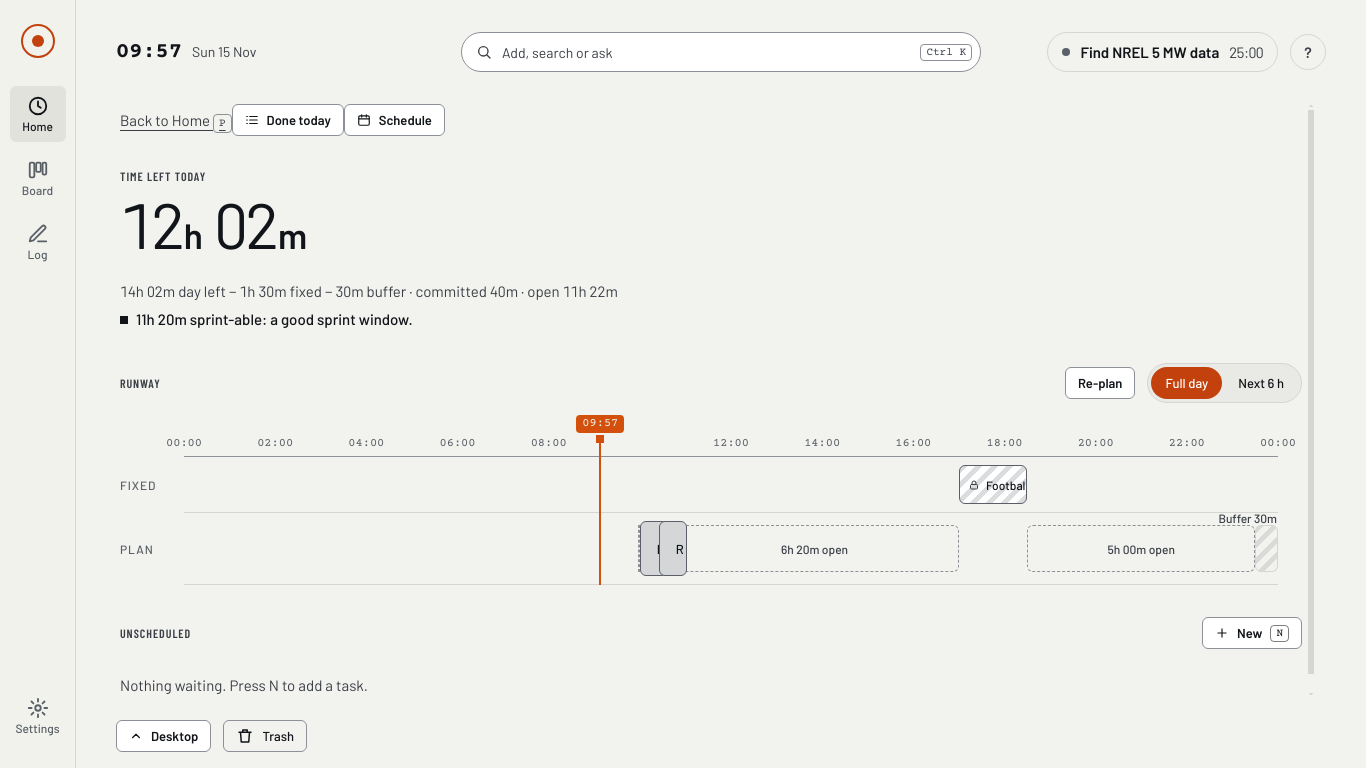 09:57 Sun 15 Nov
Add, search or ask
Ctrl K
Find NREL 5 MW data 25:00
?
Home
Board
Log
Settings
Back to Home P
Done today
Schedule
TIME LEFT TODAY
12h 02m
14h 02m day left − 1h 30m fixed − 30m buffer · committed 40m · open 11h 22m
11h 20m sprint-able: a good sprint window.
RUNWAY
Re-plan
Full day
Next 6 h
09:57
00:00 02:00 04:00 06:00 08:00 12:00 14:00 16:00 18:00 20:00 22:00 00:00
FIXED
Footbal
Buffer 30m
PLAN
R
6h 20m open
5h 00m open
UNSCHEDULED
New N
Nothing waiting. Press N to add a task.
Desktop
Trash